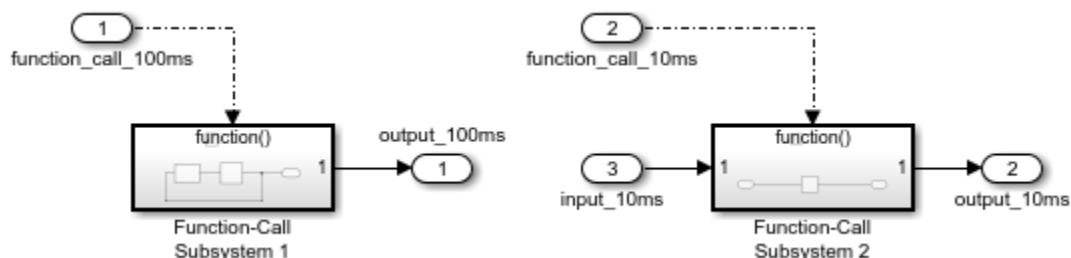 1
function_call_100ms
function()
1
output_100ms
1
Function-Call
Subsystem 1
2
function_call_10ms
3
input_10ms
function()
1
1
2
output_10ms
Function-Call
Subsystem 2